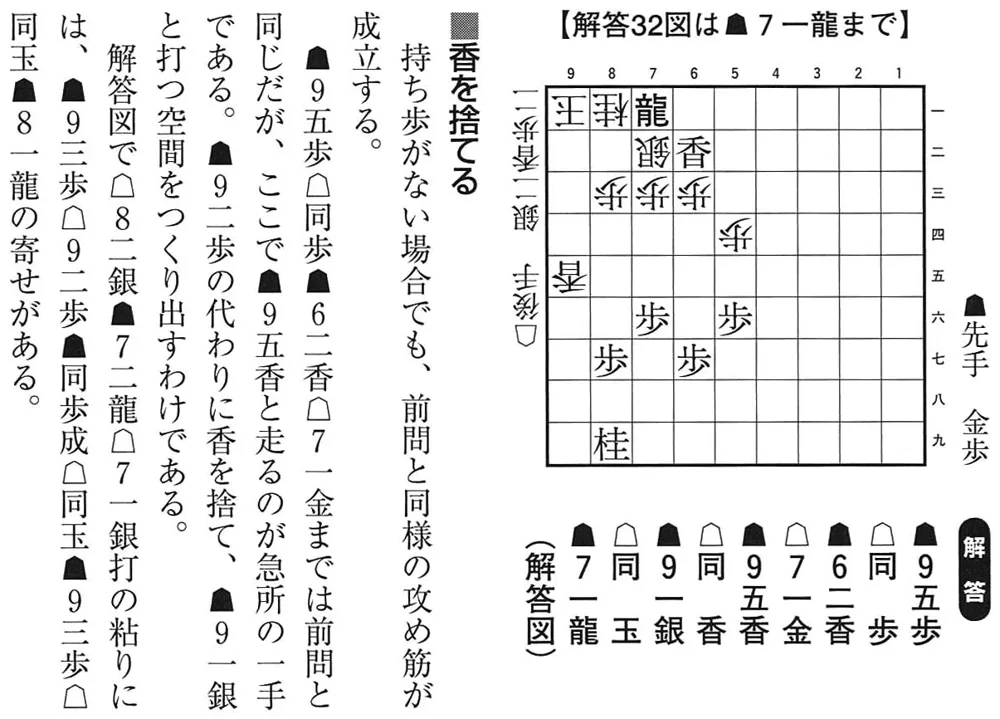 【解答32図は☗7一龍まで】
9 8 7 6 5 4 3 2 1
王 桂 龍 一
銀 香 二
歩 歩 歩 三
歩 四
香 五
歩 歩 六
歩 歩 七
八
桂 九
☗先手 金歩
☖後手 銀二香歩二
解答
☗9五歩
☖同 歩
☗6二香
☖7一金
☗9五香
☖同 香
☗9一銀
☖同 玉
☗7一龍
(解答図)
■香を捨てる
持ち歩がない場合でも、前問と同様の攻め筋が
成立する。
☗9五歩☖同歩☗6二香☖7一金までは前問と
同じだが、ここで☗9五香と走るのが急所の一手
である。☗9二歩の代わりに香を捨て、☗9一銀
と打つ空間をつくり出すわけである。
解答図で☖8二銀☗7二龍☖7一銀打の粘りに
は、☗9三歩☖9二歩☗同歩成☖同玉☗9三歩☖
同玉☗8一龍の寄せがある。